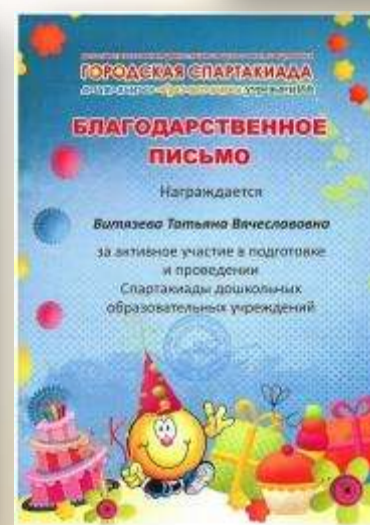 ГОРОДСКАЯ СПАРТАКИАДА
БЛАГОДАРСТВЕННОЕ
ПИСЬМО
Награждается
Витязева Татьяна Вячеславовна
за активное участие в подготовке
и проведении
Спартакиады дошкольных
образовательных учреждений